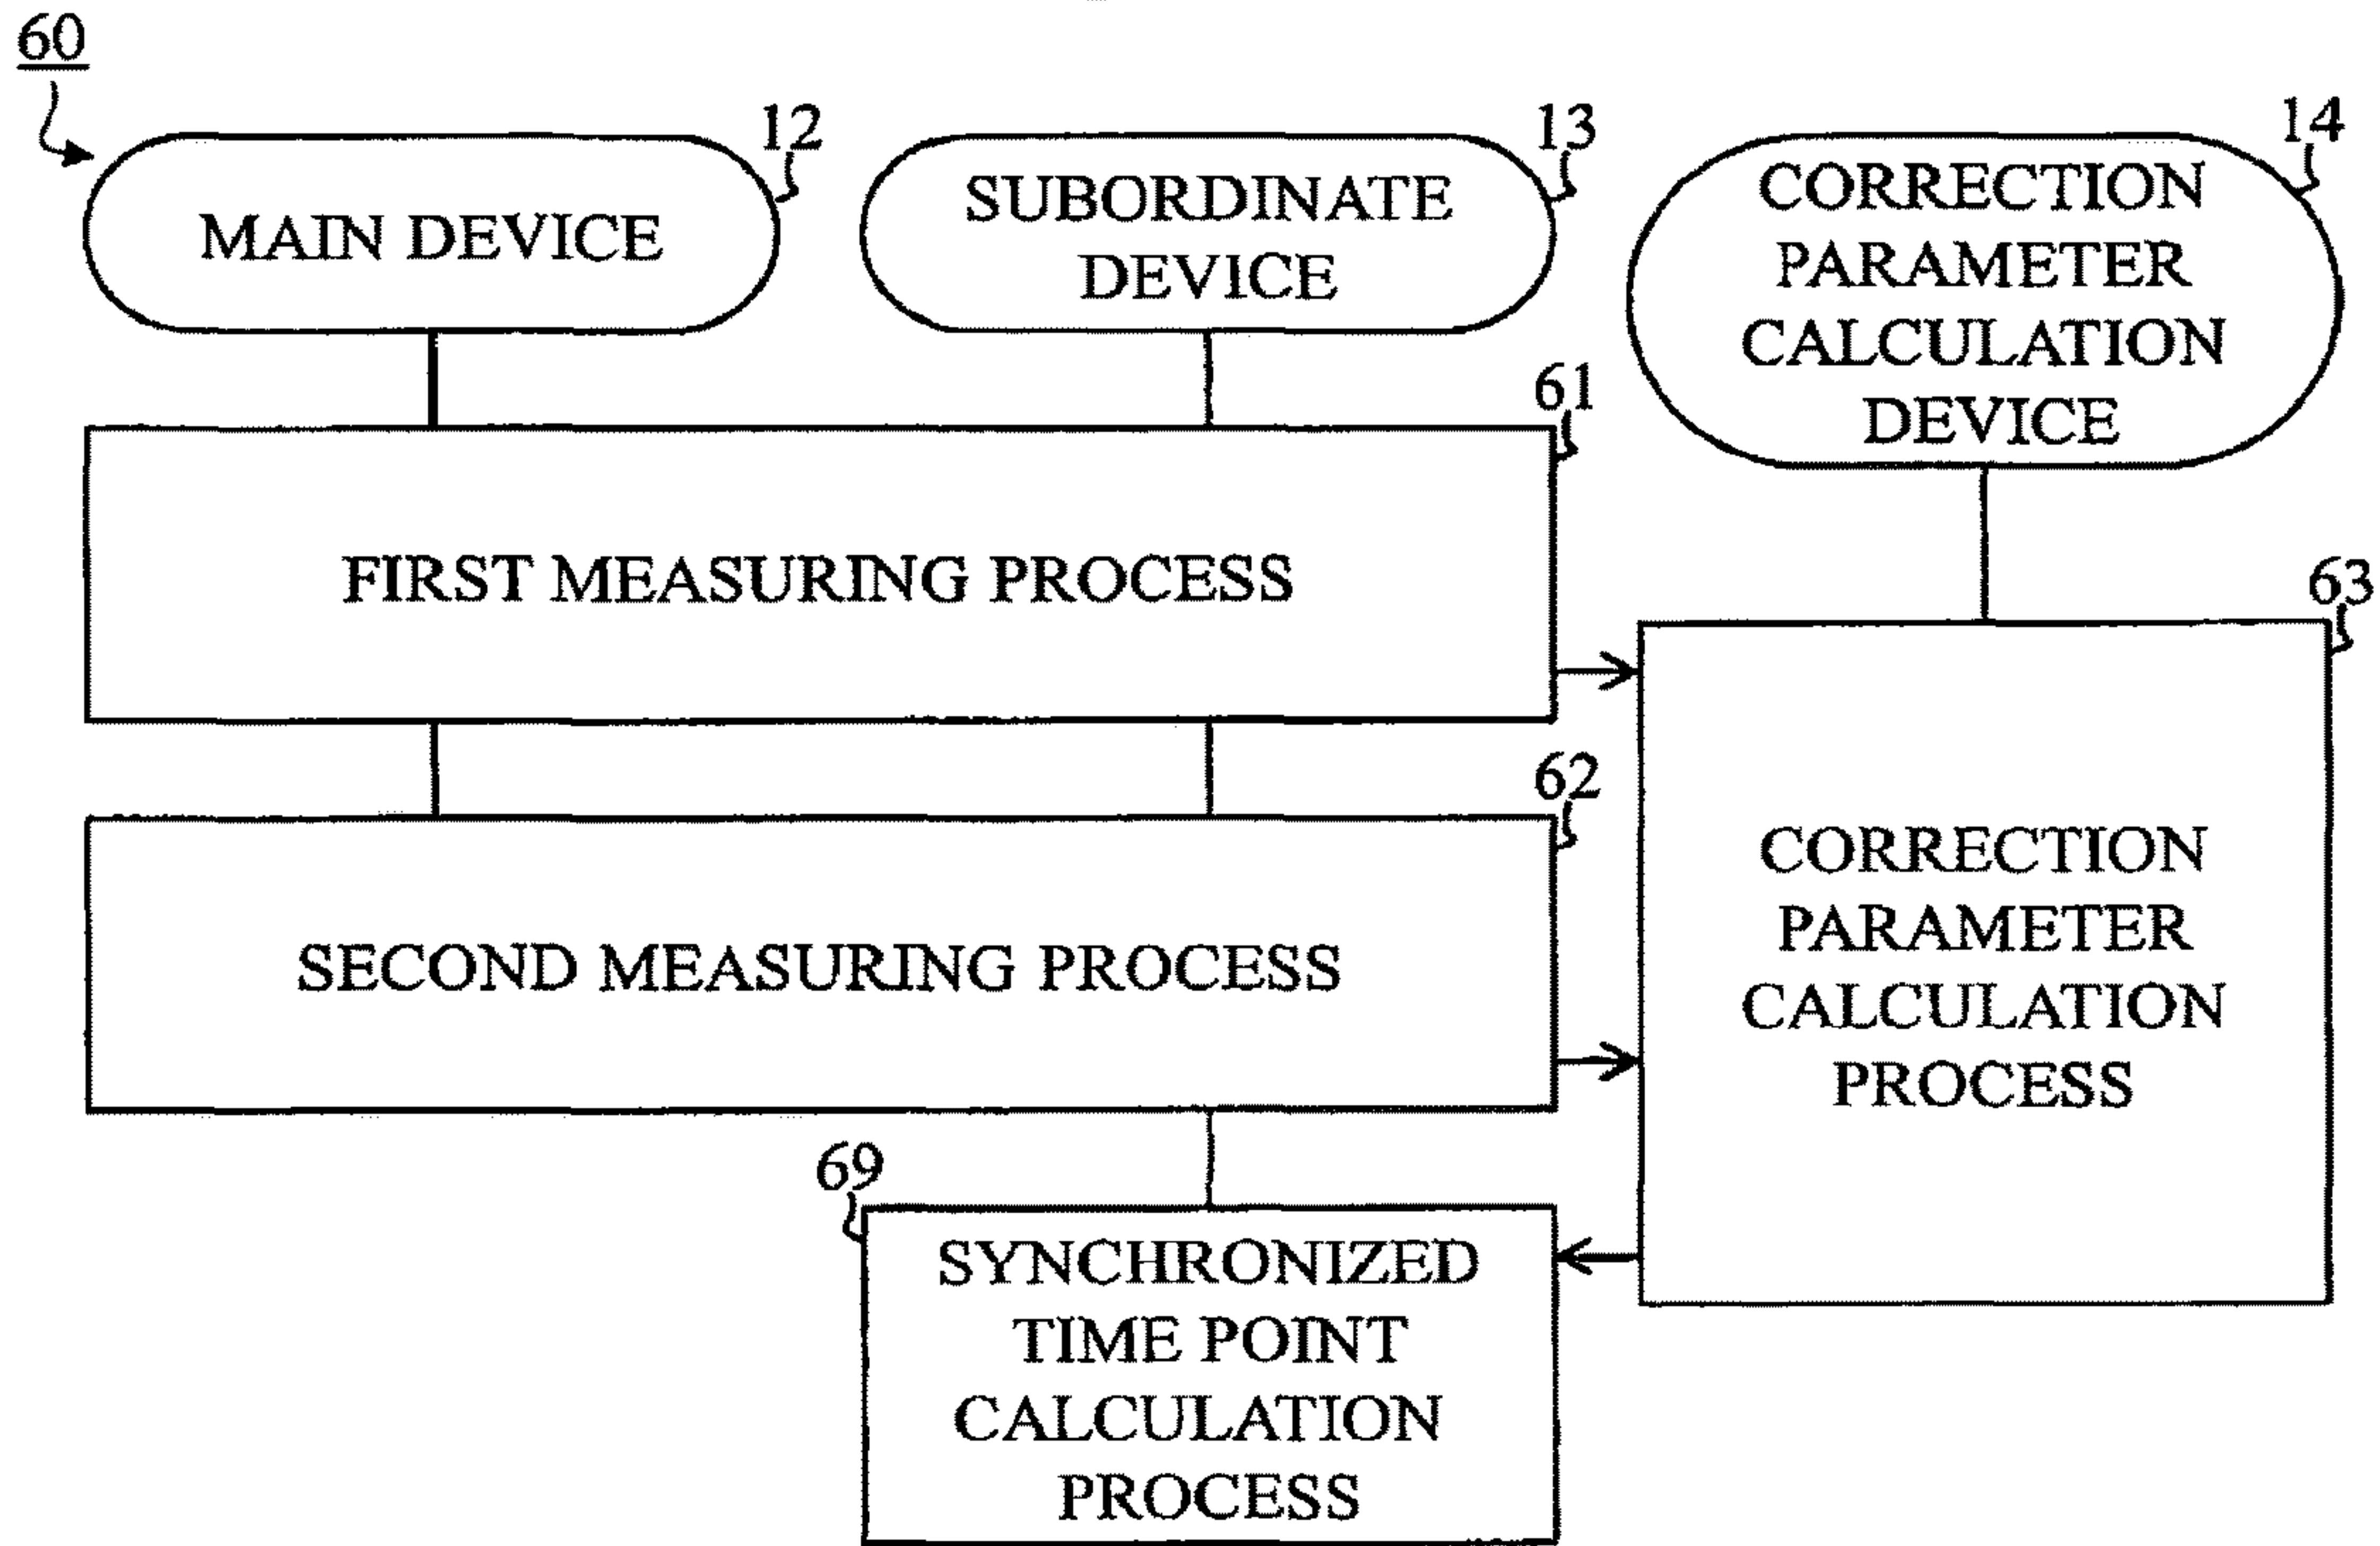 60
12
MAIN DEVICE
13
SUBORDINATE
DEVICE
14
CORRECTION
PARAMETER
CALCULATION
DEVICE
61
FIRST MEASURING PROCESS
62
SECOND MEASURING PROCESS
63
CORRECTION
PARAMETER
CALCULATION
PROCESS
69
SYNCHRONIZED
TIME POINT
CALCULATION
PROCESS